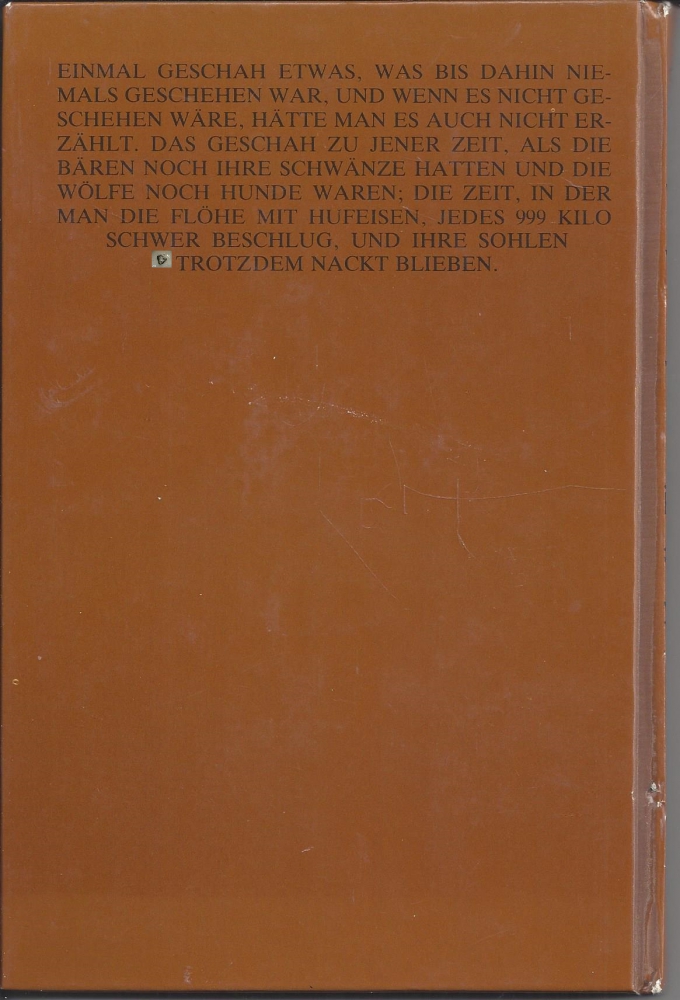 EINMAL GESCHAH ETWAS, WAS BIS DAHIN NIE-
MALS GESCHEHEN WAR, UND WENN ES NICHT GE-
SCHEHEN WÄRE, HÄTTE MAN ES AUCH NICHT ER-
ZÄHLT. DAS GESCHAH ZU JENER ZEIT, ALS DIE
BÄREN NOCH IHRE SCHWÄNZE HATTEN UND DIE
WÖLFE NOCH HUNDE WAREN; DIE ZEIT, IN DER
MAN DIE FLÖHE MIT HUFEISEN, JEDES 999 KILO
SCHWER BESCHLUG, UND IHRE SOHLEN
TROTZDEM NACKT BLIEBEN.